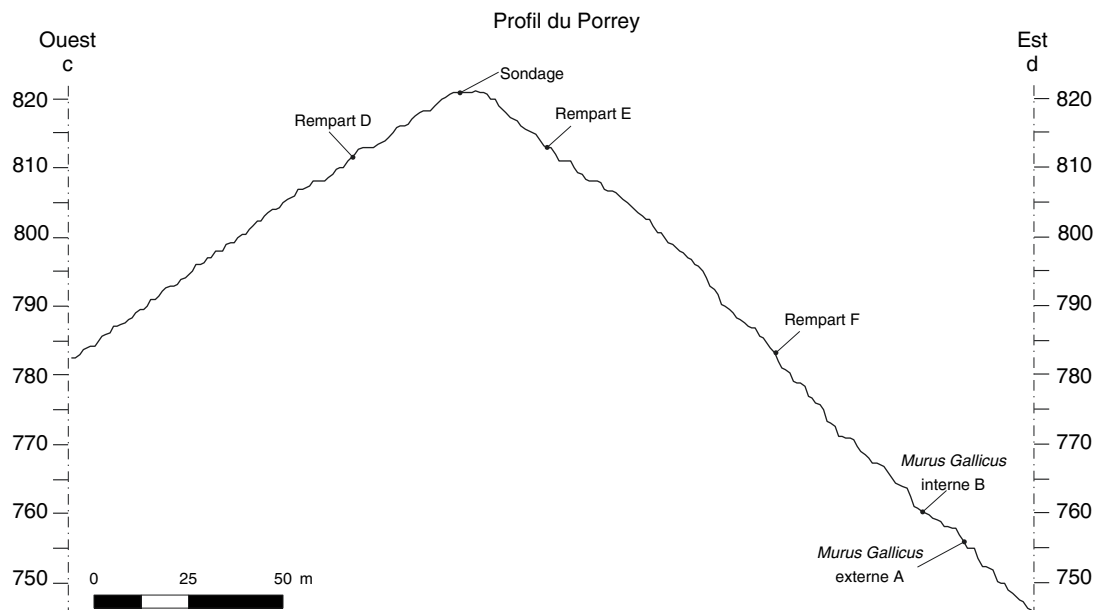 Profil du Porrey
Ouest
c
Est
d
Sondage
Rempart D
Rempart E
820
820
810
810
800
800
790
790
Rempart F
780
780
770
770
Murus Gallicus
interne B
760
760
Murus Gallicus
externe A
750
750
0 25 50 m